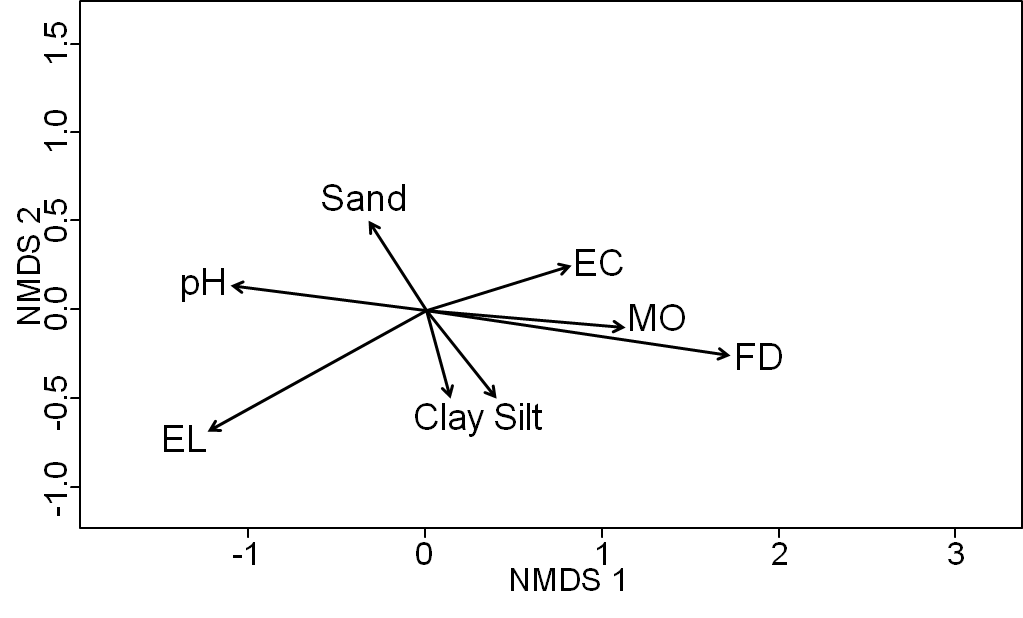 1.5
1.0
0.5
0.0
-0.5
-1.0
NMDS 2
Sand
pH
EC
MO
FD
Clay Silt
EL
-1 0 1 2 3
NMDS 1